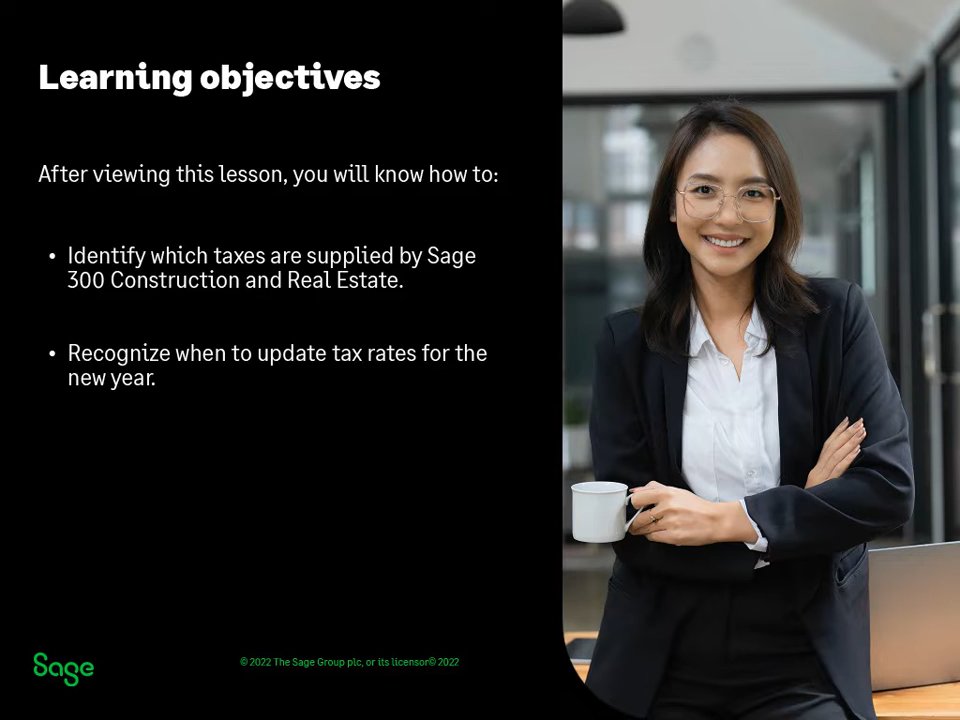 Learning objectives
After viewing this lesson, you will know how to:
• Identify which taxes are supplied by Sage
300 Construction and Real Estate.
• Recognize when to update tax rates for the
new year.
Sage
© 2022 The Sage Group plc, or its licensor© 2022